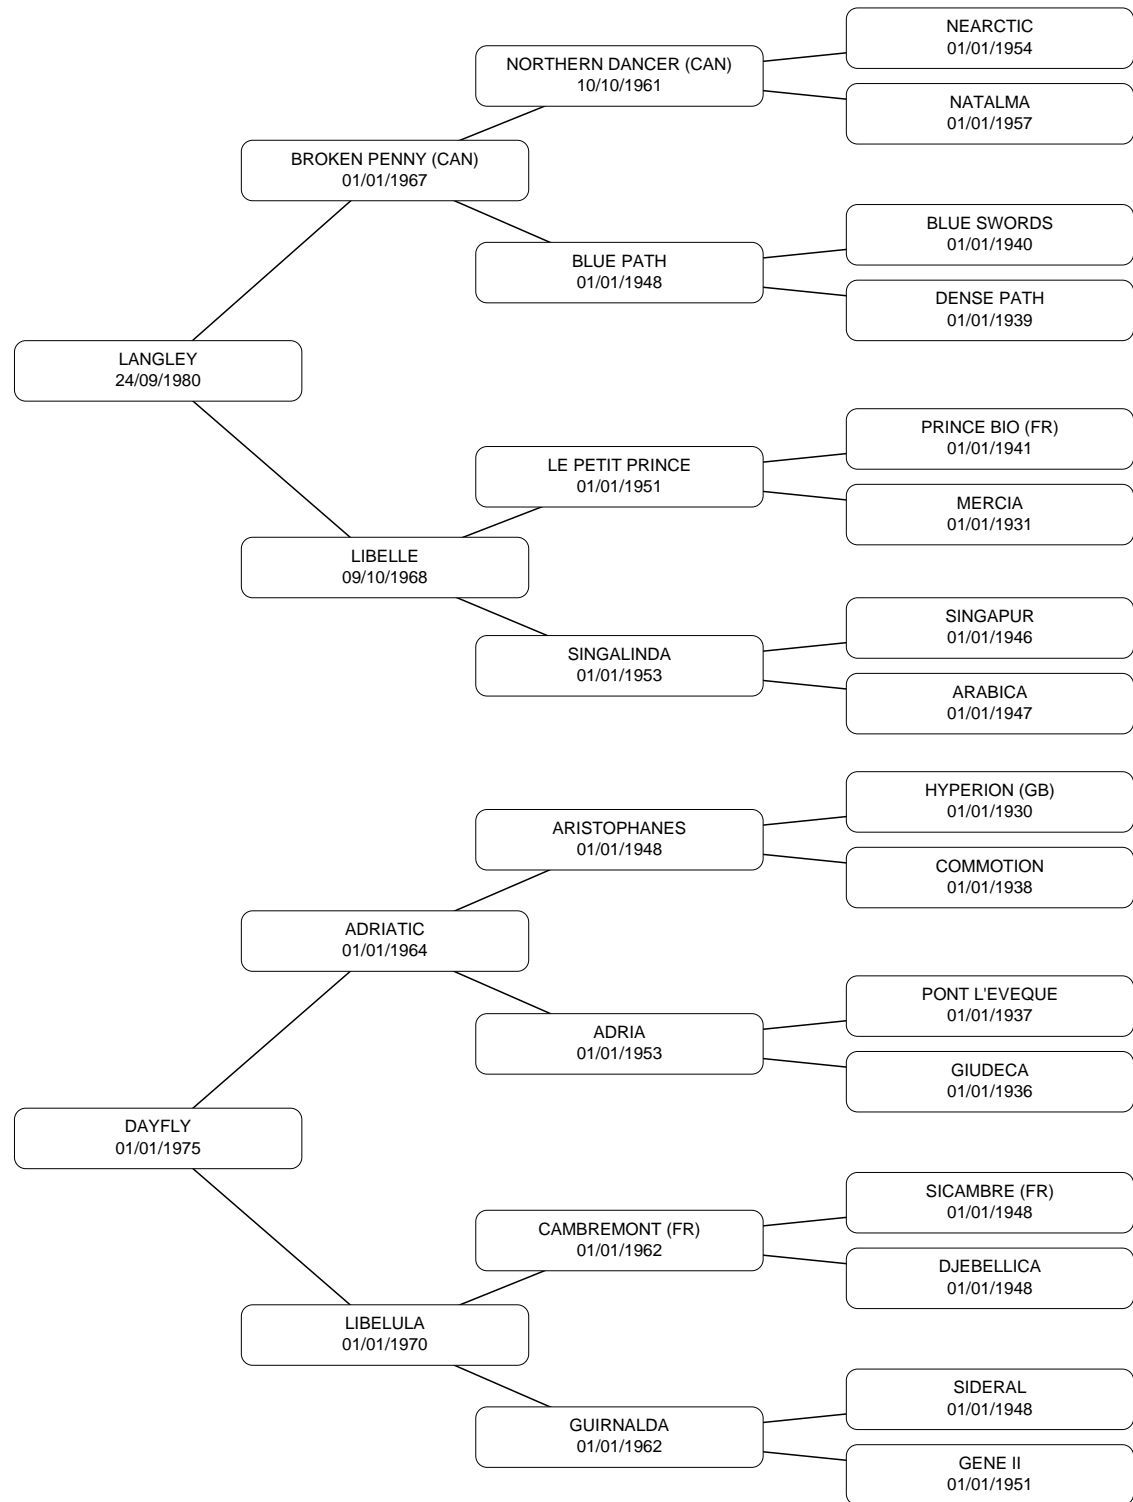 NEARCTIC
01/01/1954
NORTHERN DANCER (CAN)
10/10/1961
NATALMA
01/01/1957
BROKEN PENNY (CAN)
01/01/1967
BLUE SWORDS
01/01/1940
BLUE PATH
01/01/1948
DENSE PATH
01/01/1939
LANGLEY
24/09/1980
PRINCE BIO (FR)
01/01/1941
LE PETIT PRINCE
01/01/1951
MERCIA
01/01/1931
LIBELLE
09/10/1968
SINGAPUR
01/01/1946
SINGALINDA
01/01/1953
ARABICA
01/01/1947
HYPERION (GB)
01/01/1930
ARISTOPHANES
01/01/1948
COMMOTION
01/01/1938
ADRIATIC
01/01/1964
PONT L'EVEQUE
01/01/1937
ADRIA
01/01/1953
GIUDECA
01/01/1936
DAYFLY
01/01/1975
SICAMBRE (FR)
01/01/1948
CAMBREMONT (FR)
01/01/1962
DJEBELLICA
01/01/1948
LIBELULA
01/01/1970
SIDERAL
01/01/1948
GUIRNALDA
01/01/1962
GENE II
01/01/1951